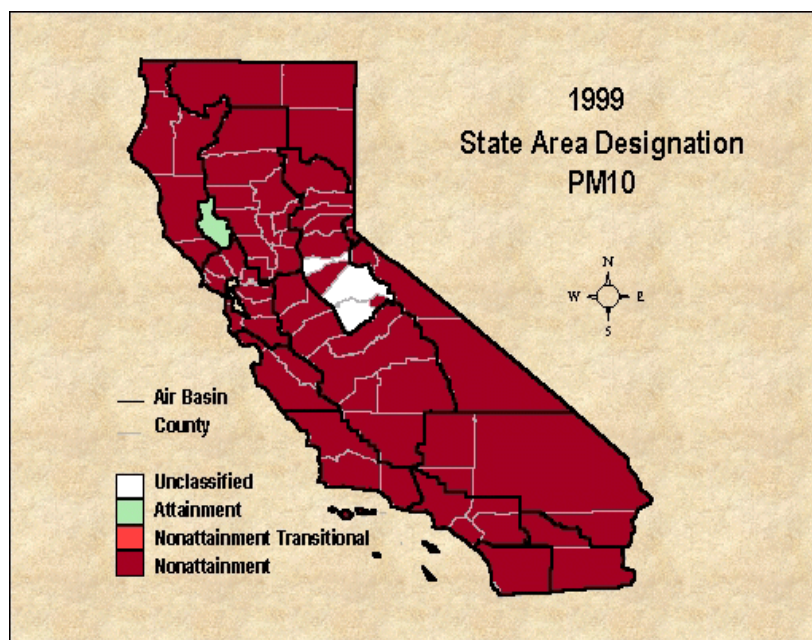 1999
State Area Designation
PM10
N
W E
S
Air Basin
County
Unclassified
Attainment
Nonattainment Transitional
Nonattainment